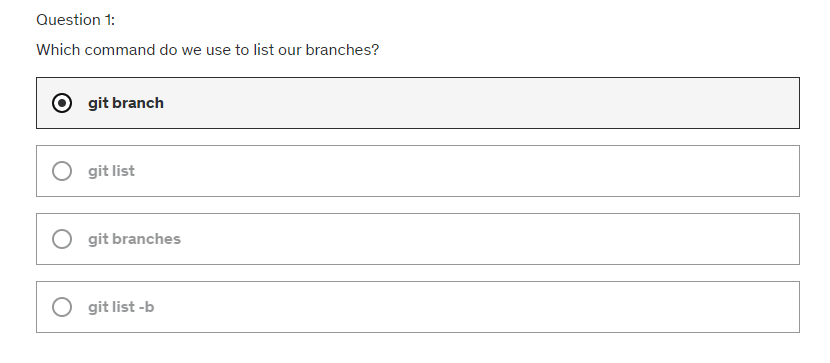 Question 1:
Which command do we use to list our branches?
git branch
git list
git branches
git list -b